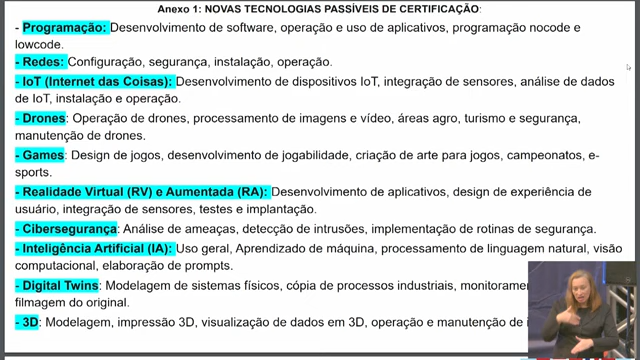 Anexo 1: NOVAS TECNOLOGIAS PASSÍVEIS DE CERTIFICAÇÃO:
- Programação: Desenvolvimento de software, operação e uso de aplicativos, programação nocode e
lowcode.
- Redes: Configuração, segurança, instalação, operação.
- IoT (Internet das Coisas): Desenvolvimento de dispositivos IoT, integração de sensores, análise de dados
de IoT, instalação e operação.
- Drones: Operação de drones, processamento de imagens e vídeo, áreas agro, turismo e segurança,
manutenção de drones.
- Games: Design de jogos, desenvolvimento de jogabilidade, criação de arte para jogos, campeonatos, e-
sports.
- Realidade Virtual (RV) e Aumentada (RA): Desenvolvimento de aplicativos, design de experiência de
usuário, integração de sensores, testes e implantação.
- Cibersegurança: Análise de ameaças, detecção de intrusões, implementação de rotinas de segurança.
- Inteligência Artificial (IA): Uso geral, Aprendizado de máquina, processamento de linguagem natural, visão
computacional, elaboração de prompts.
- Digital Twins: Modelagem de sistemas físicos, cópia de processos industriais,
filmagem do original.
- 3D: Modelagem, impressão 3D, visualização de dados em 3D, operação e manutenção de